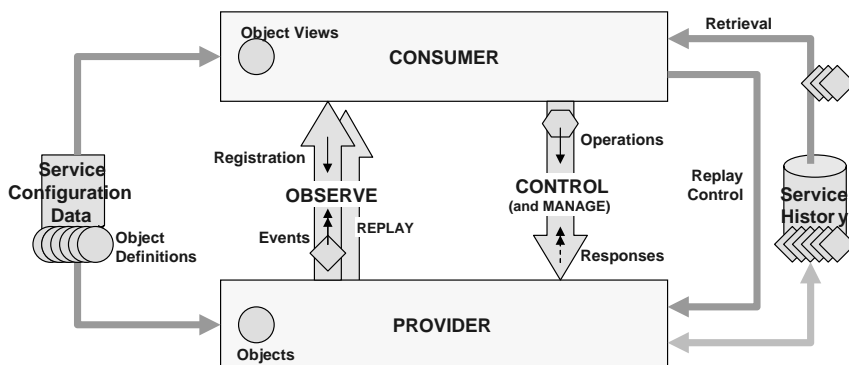 Object Views
CONSUMER
Retrieval
Registration
Operations
Service
Configuration
Data
OBSERVE
CONTROL
(and MANAGE)
Replay
Control
Service
History
Events
REPLAY
Object
Definitions
Responses
PROVIDER
Objects